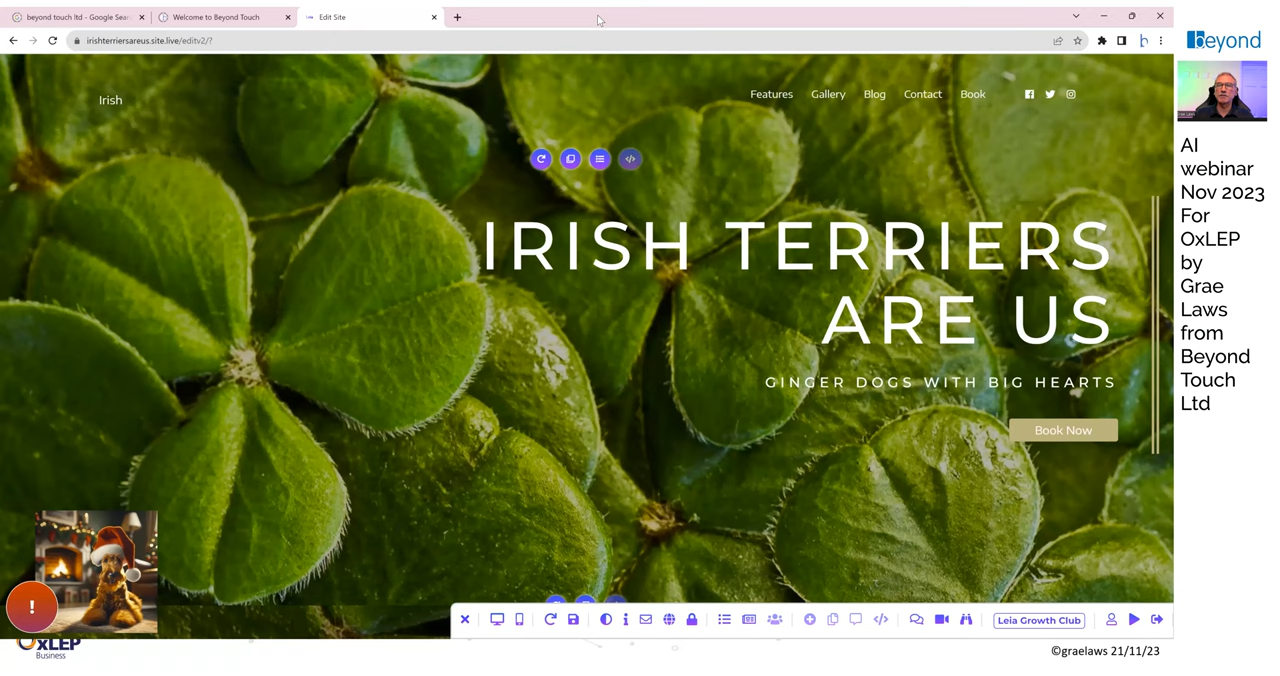 beyond touch ltd - Google Sear
Welcome to Beyond Touch
Edit Site
irishterriersareus.site.live/editv2/?
beyond
Irish
Features
Gallery
Blog
Contact
Book
IRISH TERRIERS
ARE US
GINGER DOGS WITH BIG HEARTS
Book Now
AI
webinar
Nov 2023
For
OxLEP
by
Grae
Laws
from
Beyond
Touch
Ltd
!
Leia Growth Club
OxLEP
Business
©graelaws 21/11/23